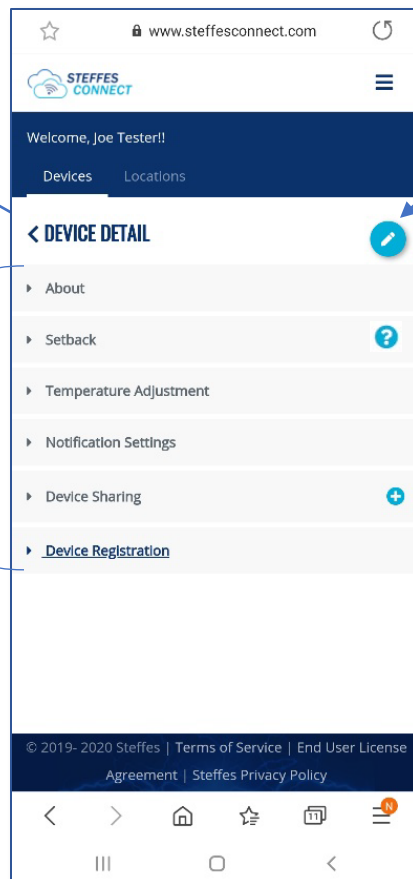 www.steffesconnect.com
STEFFES
CONNECT
Welcome, Joe Tester!!
Devices Locations
< DEVICE DETAIL
About
Setback ?
Temperature Adjustment
Notification Settings
Device Sharing
Device Registration
© 2019- 2020 Steffes | Terms of Service | End User License
Agreement | Steffes Privacy Policy
11 N